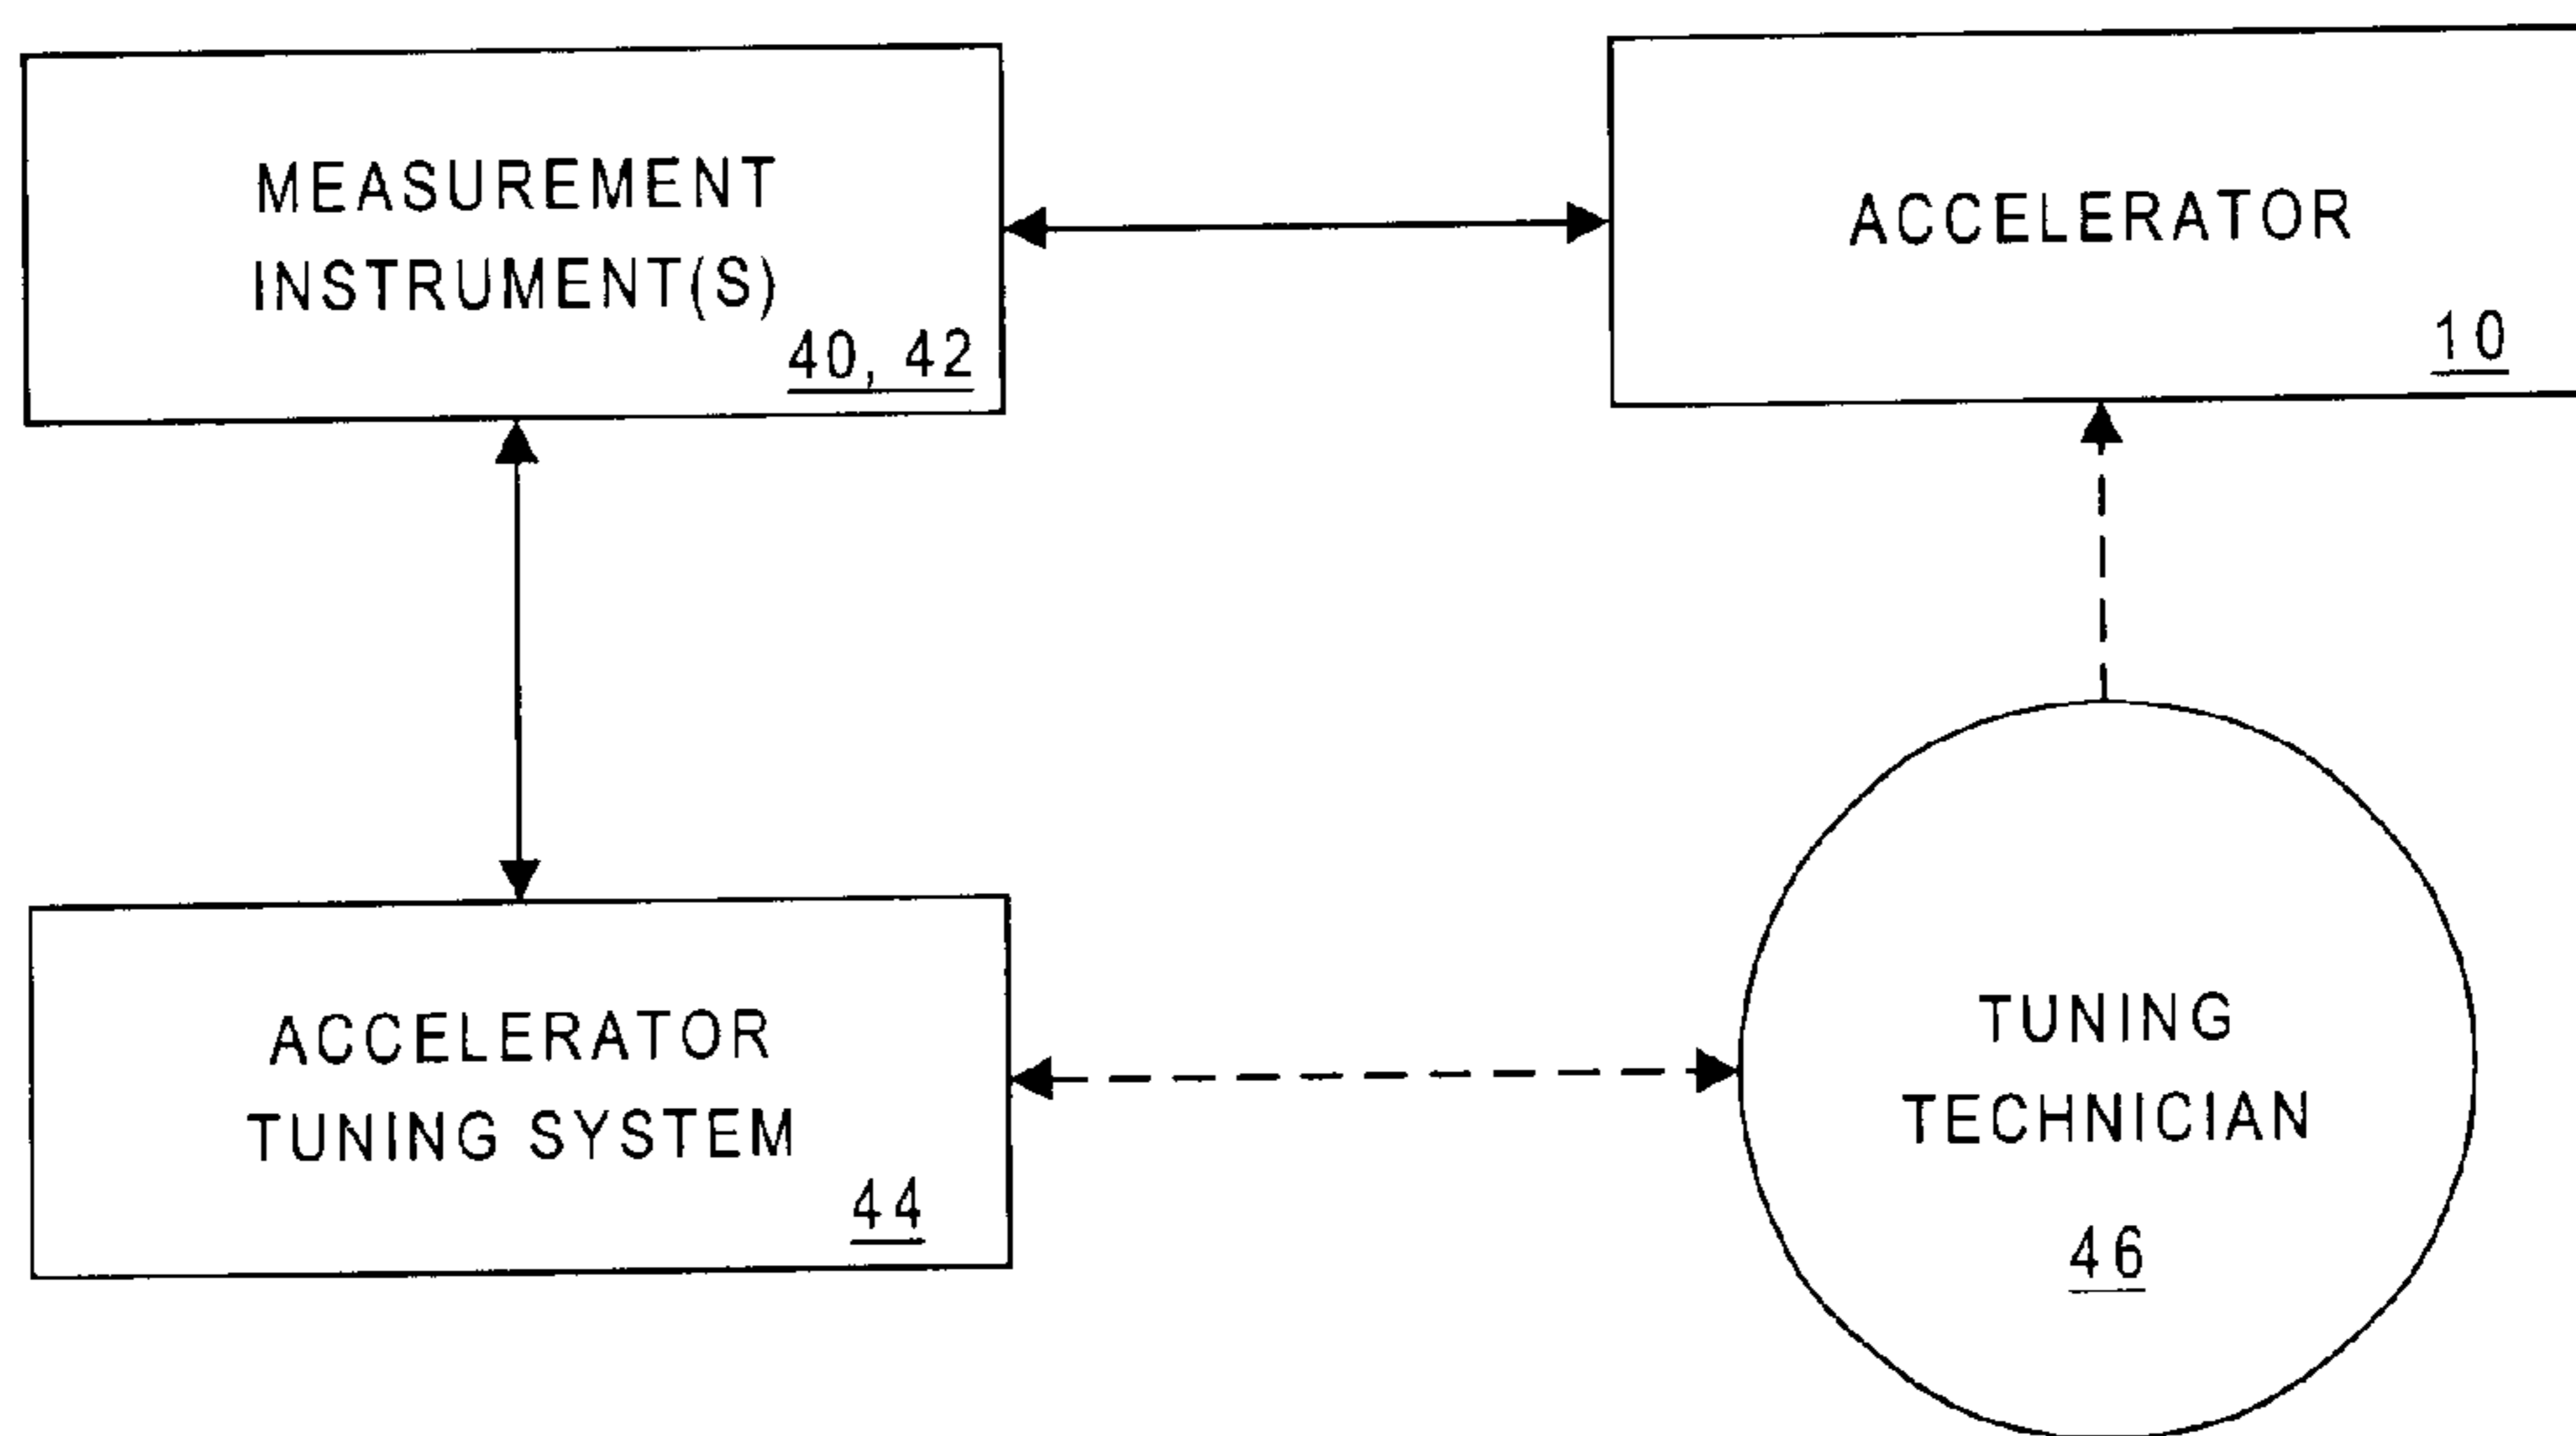 MEASUREMENT
INSTRUMENT(S)
40, 42
ACCELERATOR
10
ACCELERATOR
TUNING SYSTEM
44
TUNING
TECHNICIAN
46